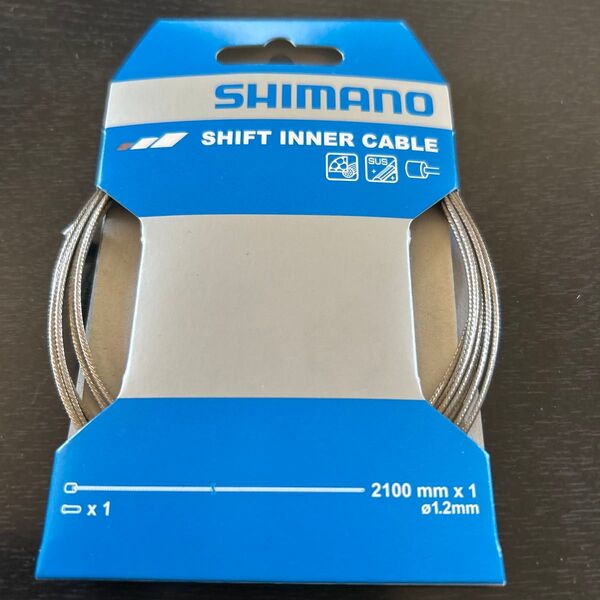 SHIMANO
SHIFT INNER CABLE
SUS
2100 mm x 1
x 1
ø1.2mm